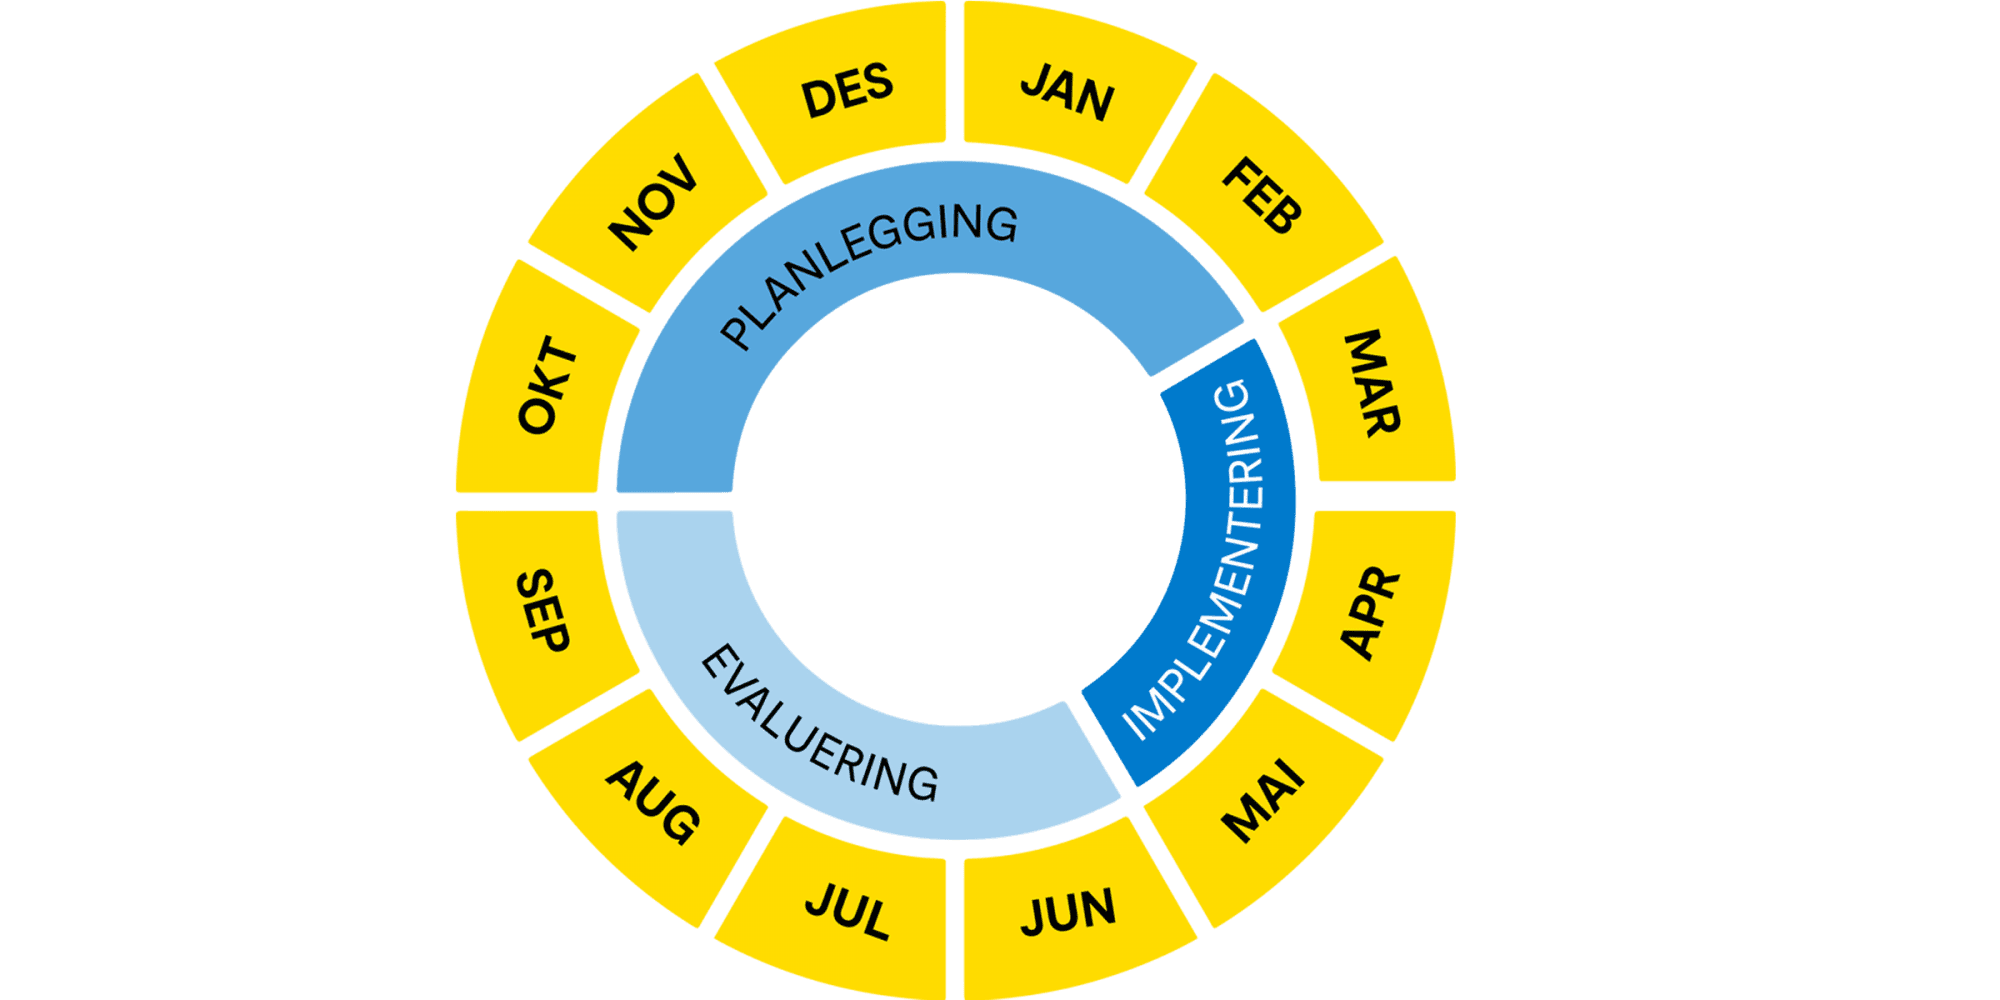 JAN
FEB
MAR
APR
MAI
JUN
JUL
AUG
SEP
OKT
NOV
DES
PLANLEGGING
IMPLEMENTERING
EVALUERING